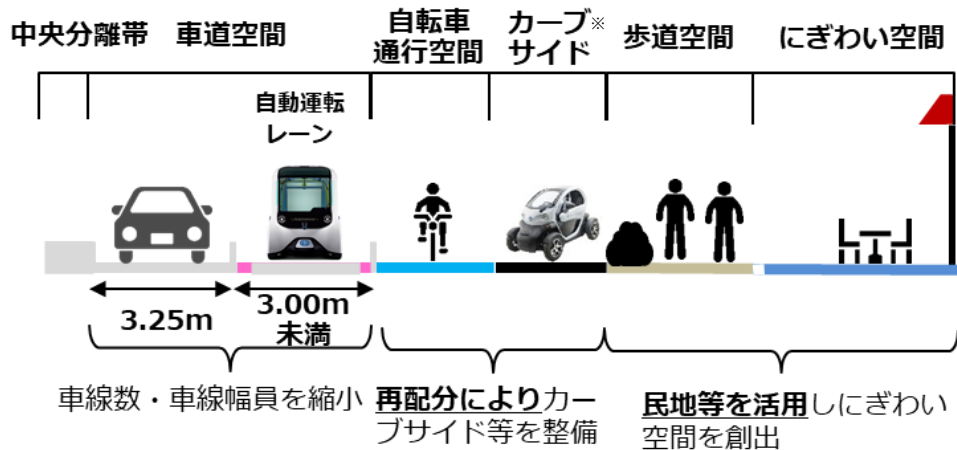 中央分離帯
車道空間
自転車
通行空間
カーブ※
サイド
歩道空間
にぎわい空間
自動運転
レーン
3.25m
3.00m
未満
車線数・車線幅員を縮小
再配分によりカー
ブサイド等を整備
民地等を活用しにぎわい
空間を創出